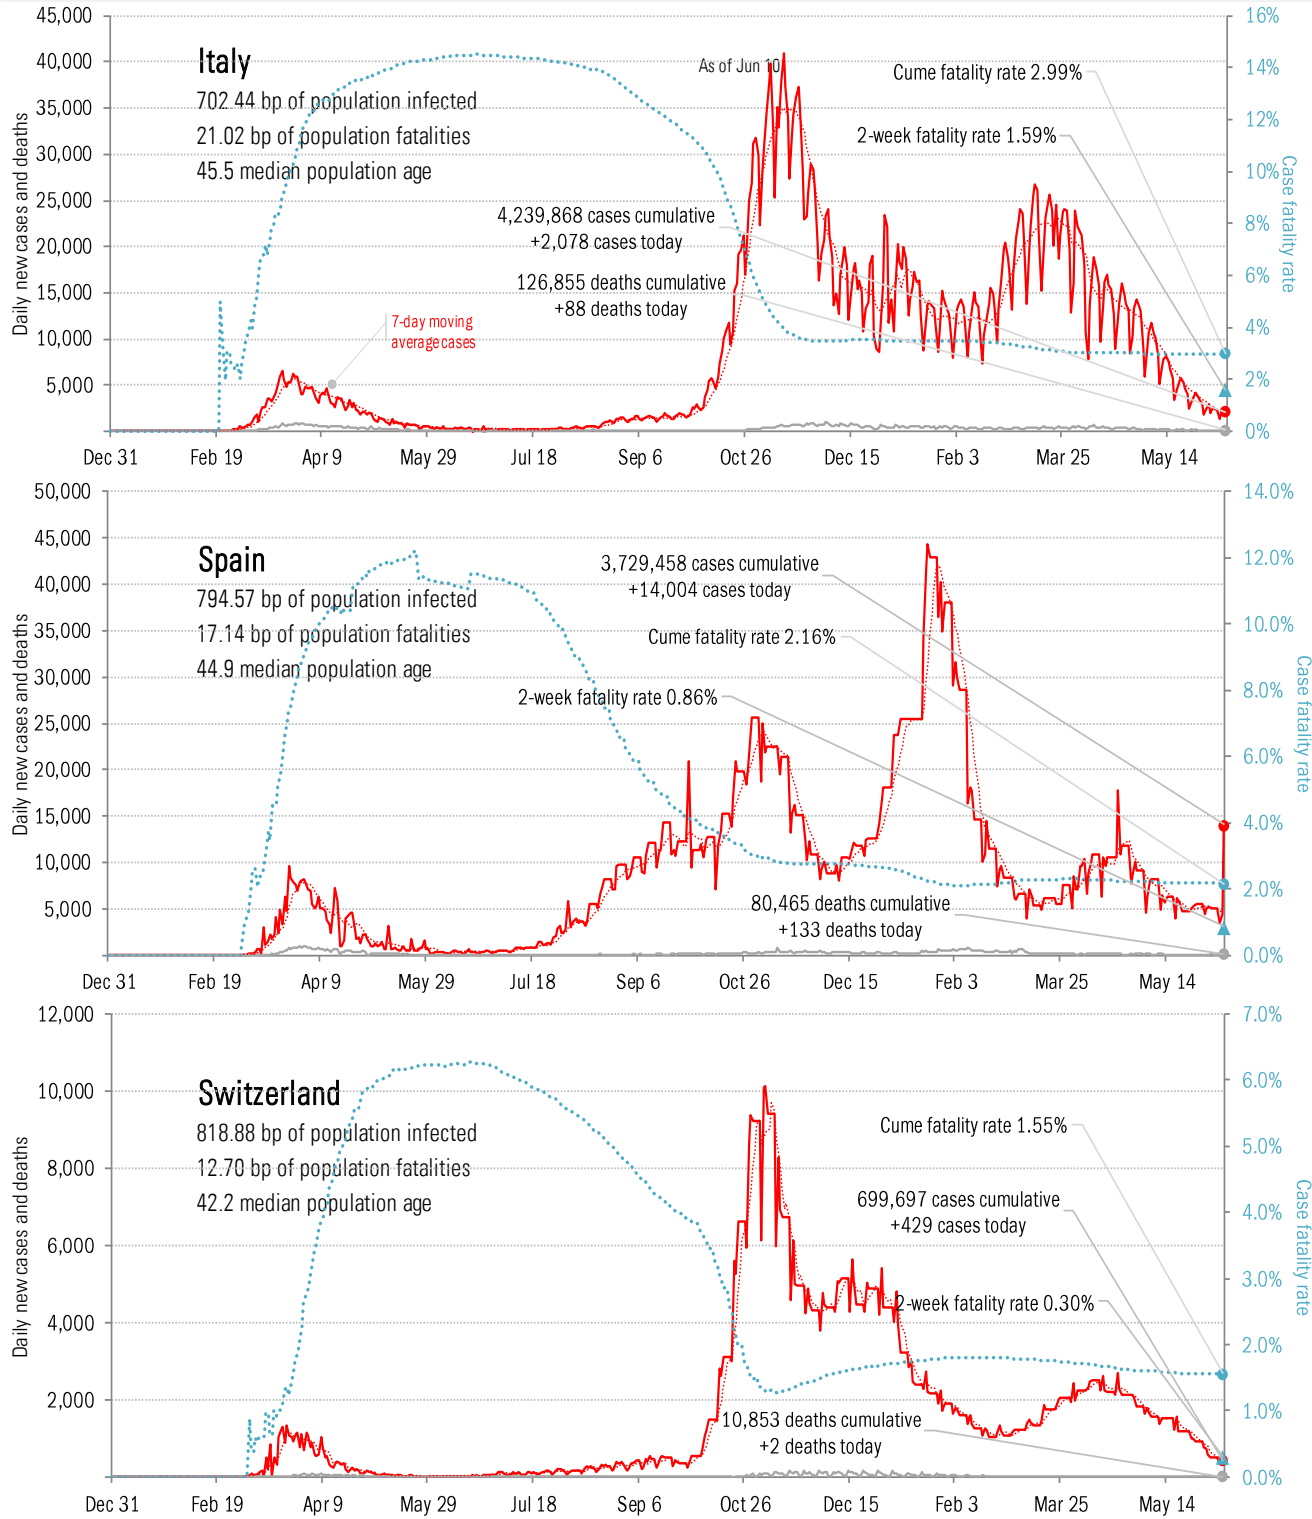 45,000
40,000
35,000
30,000
25,000
20,000
15,000
10,000
5,000
Daily new cases and deaths
16%
14%
12%
10%
8%
6%
4%
2%
0%
Case fatality rate
Italy
702.44 bp of population infected
21.02 bp of population fatalities
45.5 median population age
As of Jun 10
Cume fatality rate 2.99%
2-week fatality rate 1.59%
4,239,868 cases cumulative
+2,078 cases today
126,855 deaths cumulative
+88 deaths today
7-day moving
average cases
Dec 31 Feb 19 Apr 9 May 29 Jul 18 Sep 6 Oct 26 Dec 15 Feb 3 Mar 25 May 14
50,000
45,000
40,000
35,000
30,000
25,000
20,000
15,000
10,000
5,000
Daily new cases and deaths
14.0%
12.0%
10.0%
8.0%
6.0%
4.0%
2.0%
0.0%
Case fatality rate
Spain
794.57 bp of population infected
17.14 bp of population fatalities
44.9 median population age
3,729,458 cases cumulative
+14,004 cases today
Cume fatality rate 2.16%
2-week fatality rate 0.86%
80,465 deaths cumulative
+133 deaths today
Dec 31 Feb 19 Apr 9 May 29 Jul 18 Sep 6 Oct 26 Dec 15 Feb 3 Mar 25 May 14
12,000
10,000
8,000
6,000
4,000
2,000
Daily new cases and deaths
7.0%
6.0%
5.0%
4.0%
3.0%
2.0%
1.0%
0.0%
Case fatality rate
Switzerland
818.88 bp of population infected
12.70 bp of population fatalities
42.2 median population age
Cume fatality rate 1.55%
699,697 cases cumulative
+429 cases today
2-week fatality rate 0.30%
10,853 deaths cumulative
+2 deaths today
Dec 31 Feb 19 Apr 9 May 29 Jul 18 Sep 6 Oct 26 Dec 15 Feb 3 Mar 25 May 14